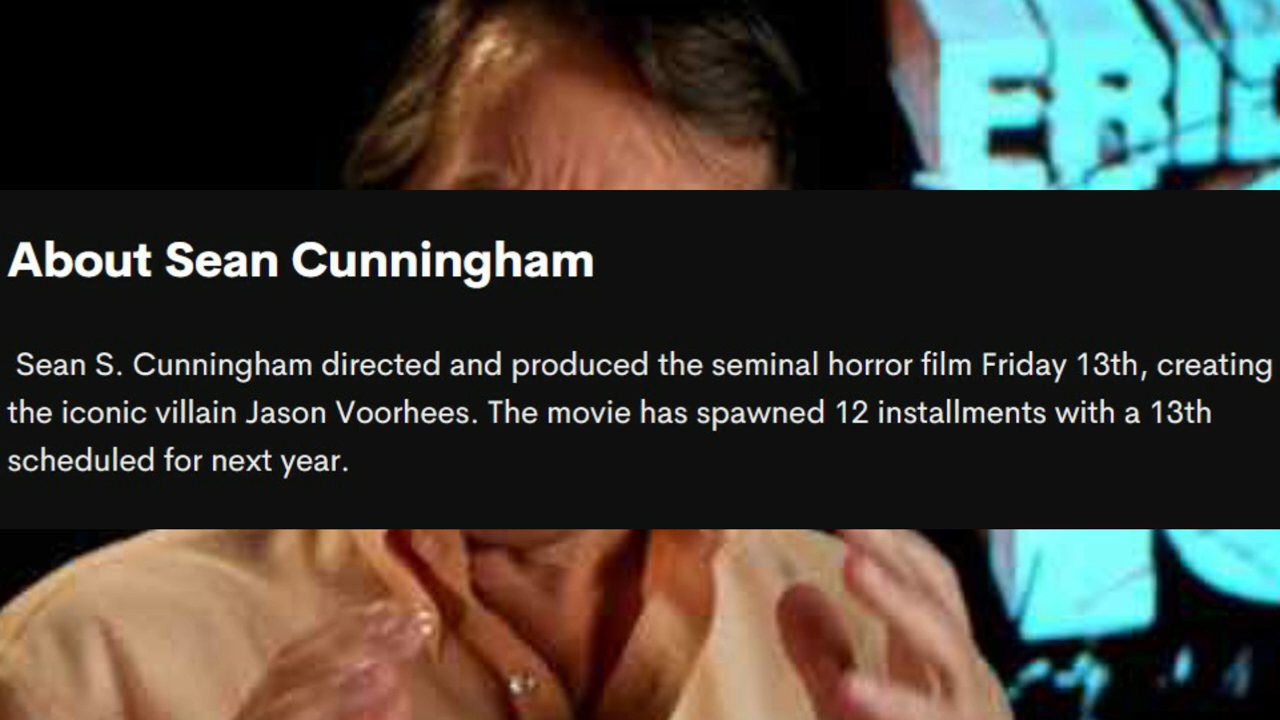 FRID
About Sean Cunningham
Sean S. Cunningham directed and produced the seminal horror film Friday 13th, creating
the iconic villain Jason Voorhees. The movie has spawned 12 installments with a 13th
scheduled for next year.